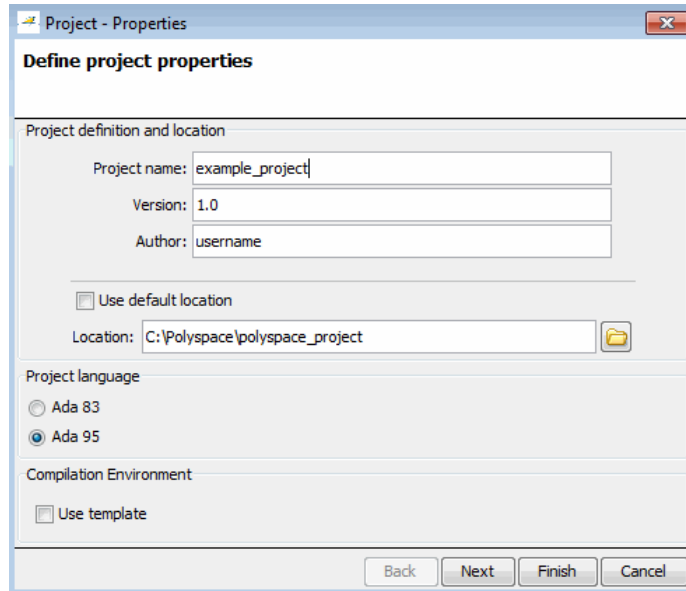 Project - Properties
Define project properties
Project definition and location
Project name: example_project
Version: 1.0
Author: username
Use default location
Location: C:\Polyspace\polyspace_project
Project language
Ada 83
Ada 95
Compilation Environment
Use template
Back Next Finish Cancel